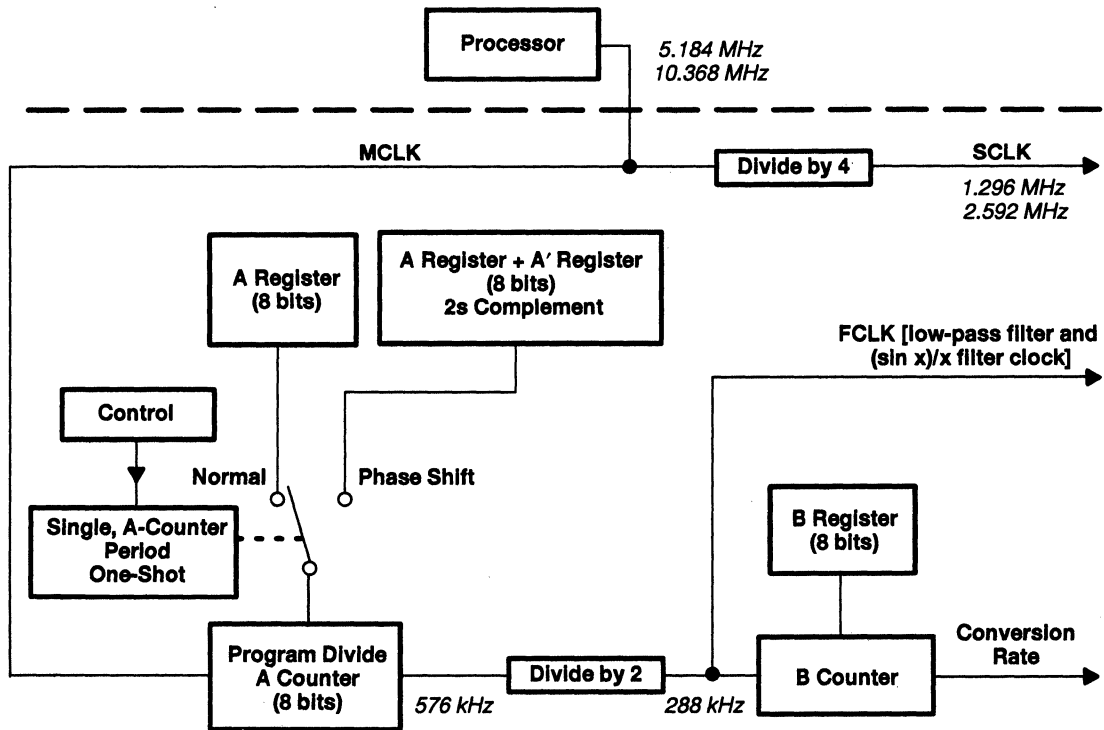 Processor
5.184 MHz
10.368 MHz
MCLK
Divide by 4
SCLK
1.296 MHz
2.592 MHz
A Register
(8 bits)
A Register + A′ Register
(8 bits)
2s Complement
FCLK [low-pass filter and
(sin x)/x filter clock]
Control
Normal
Phase Shift
Single, A-Counter
Period
One-Shot
B Register
(8 bits)
Program Divide
A Counter
(8 bits)
576 kHz
Divide by 2
288 kHz
B Counter
Conversion
Rate